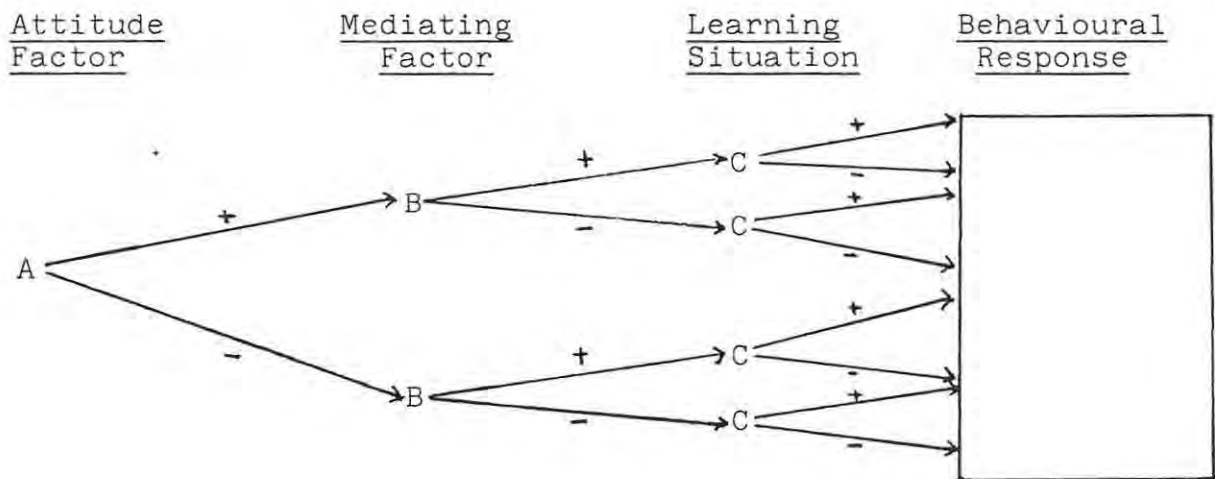 Attitude Factor
Mediating Factor
Learning Situation
Behavioural Response
+
+
C
-
+
B
+
-
C
-
A
-
+
+
C
-
B
+
-
C
-